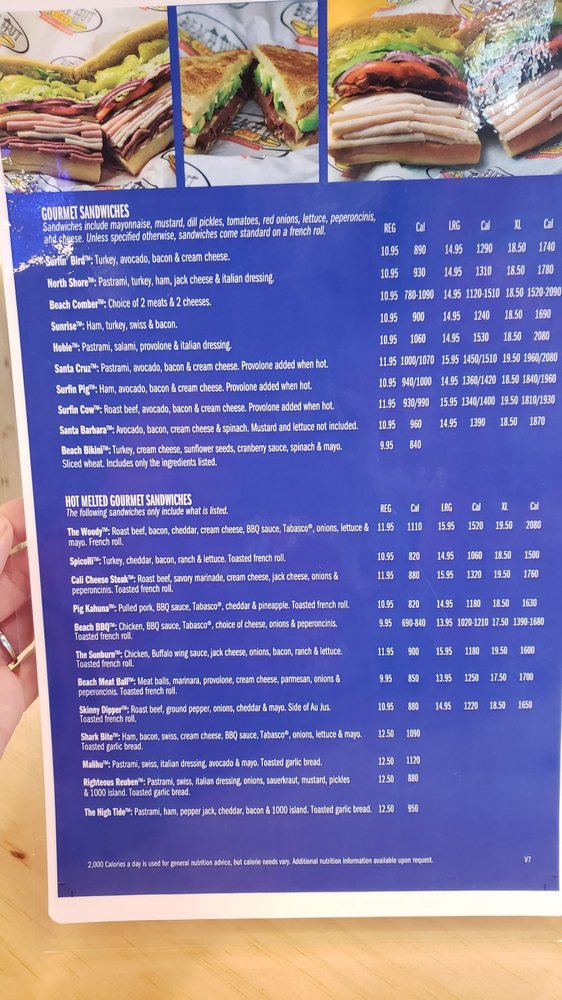 GOURMET SANDWICHES
Sandwiches include mayonnaise, mustard, dill pickles, tomatoes, red onions, lettuce, peperoncinis,
and cheese. Unless specified otherwise, sandwiches come standard on a french roll.
REG Cal LRG Cal XL Cal
Surfin' Bird™: Turkey, avocado, bacon & cream cheese. 10.95 890 14.95 1290 18.50 1740
North Shore™: Pastrami, turkey, ham, jack cheese & italian dressing. 10.95 930 14.95 1310 18.50 1780
Beach Comber™: Choice of 2 meats & 2 cheeses. 10.95 780-1090 14.95 1120-1510 18.50 1520-2090
Sunrise™: Ham, turkey, swiss & bacon. 10.95 900 14.95 1240 18.50 1690
Hobie™: Pastrami, salami, provolone & italian dressing. 10.95 1060 14.95 1530 18.50 2080
Santa Cruz™: Pastrami, avocado, bacon & cream cheese. Provolone added when hot. 11.95 1000/1070 15.95 1450/1510 19.50 1960/2080
Surfin Pig™: Ham, avocado, bacon & cream cheese. Provolone added when hot. 10.95 940/1000 14.95 1360/1420 18.50 1840/1960
Surfin Cow™: Roast beef, avocado, bacon & cream cheese. Provolone added when hot. 11.95 930/990 15.95 1340/1400 19.50 1810/1930
Santa Barbara™: Avocado, bacon, cream cheese & spinach. Mustard and lettuce not included. 10.95 960 14.95 1390 18.50 1870
Beach Bikini™: Turkey, cream cheese, sunflower seeds, cranberry sauce, spinach & mayo. 9.95 840
Sliced wheat. Includes only the ingredients listed.
HOT MELTED GOURMET SANDWICHES
The following sandwiches only include what is listed. REG Cal LRG Cal XL Cal
The Woody™: Roast beef, bacon, cheddar, cream cheese, BBQ sauce, Tabasco®, onions, lettuce & 11.95 1110 15.95 1520 19.50 2080
mayo. French roll.
Spicolli™: Turkey, cheddar, bacon, ranch & lettuce. Toasted french roll. 10.95 820 14.95 1060 18.50 1500
Cali Cheese Steak™: Roast beef, savory marinade, cream cheese, jack cheese, onions & 11.95 880 15.95 1320 19.50 1760
peperoncinis. Toasted french roll.
Pig Kahuna™: Pulled pork, BBQ sauce, Tabasco®, cheddar & pineapple. Toasted french roll. 10.95 820 14.95 1180 18.50 1630
Beach BBQ™: Chicken, BBQ sauce, Tabasco®, choice of cheese, onions & peperoncinis. 9.95 690-840 13.95 1020-1210 17.50 1390-1680
Toasted french roll.
The Sunburn™: Chicken, Buffalo wing sauce, jack cheese, onions, bacon, ranch & lettuce. 11.95 900 15.95 1180 19.50 1600
Toasted french roll.
Beach Meat Ball™: Meat balls, marinara, provolone, cream cheese, parmesan, onions & 9.95 850 13.95 1250 17.50 1700
peperoncinis. Toasted french roll.
Skinny Dipper™: Roast beef, ground pepper, onions, cheddar & mayo. Side of Au Jus. 10.95 880 14.95 1220 18.50 1650
Toasted french roll.
Shark Bite™: Ham, bacon, swiss, cream cheese, BBQ sauce, Tabasco®, onions, lettuce & mayo. 12.50 1090
Toasted garlic bread.
Malibu™: Pastrami, swiss, italian dressing, avocado & mayo. Toasted garlic bread. 12.50 1120
Righteous Reuben™: Pastrami, swiss, italian dressing, onions, sauerkraut, mustard, pickles 12.50 880
& 1000 island. Toasted garlic bread.
The High Tide™: Pastrami, ham, pepper jack, cheddar, bacon & 1000 island. Toasted garlic bread. 12.50 950
2,000 Calories a day is used for general nutrition advice, but calorie needs vary. Additional nutrition information available upon request. V7